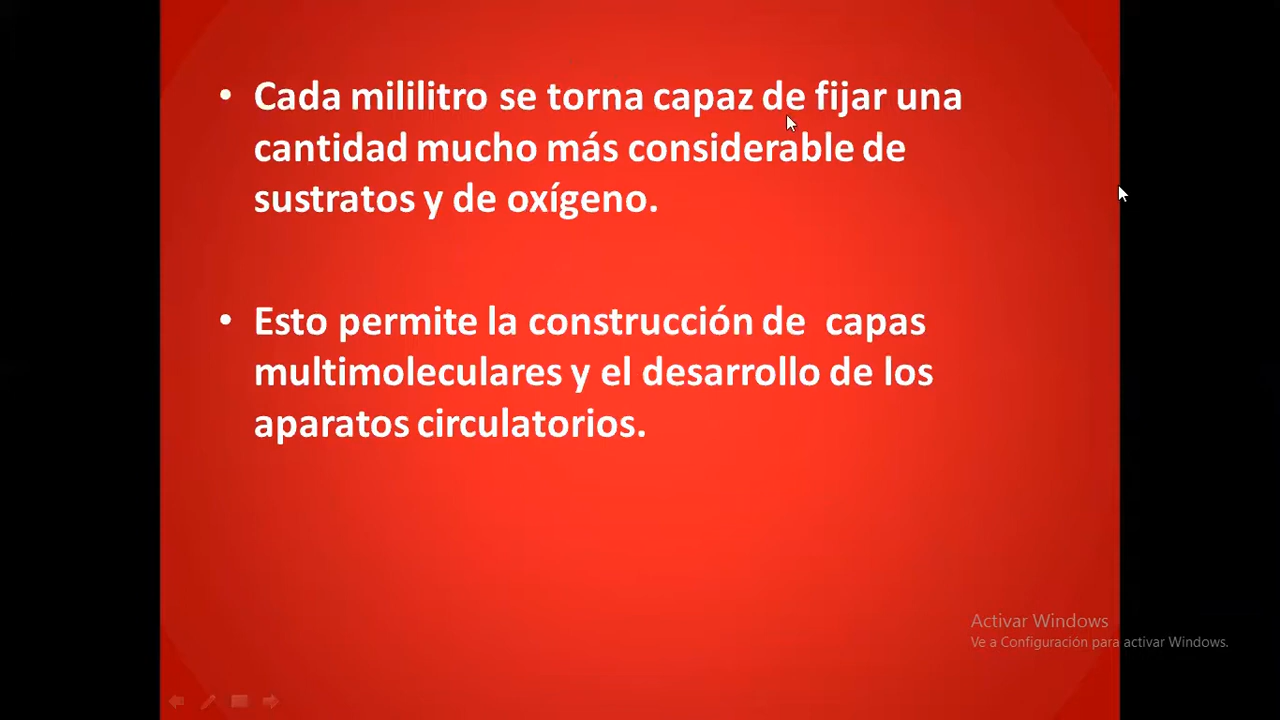 • Cada mililitro se torna capaz de fijar una
cantidad mucho más considerable de
sustratos y de oxígeno.
• Esto permite la construcción de  capas
multimoleculares y el desarrollo de los
aparatos circulatorios.
Activar Windows
Ve a Configuración para activar Windows.